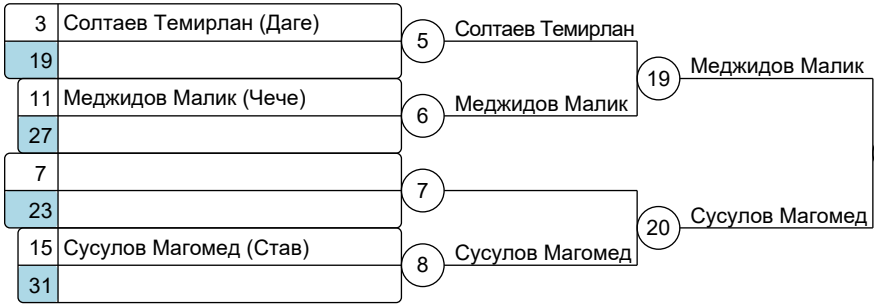 3 Солтаев Темирлан (Даге)
19
5 Солтаев Темирлан
11 Меджидов Малик (Чече)
27
6 Меджидов Малик
19 Меджидов Малик
7
23
7
15 Сусулов Магомед (Став)
31
8 Сусулов Магомед
20 Сусулов Магомед